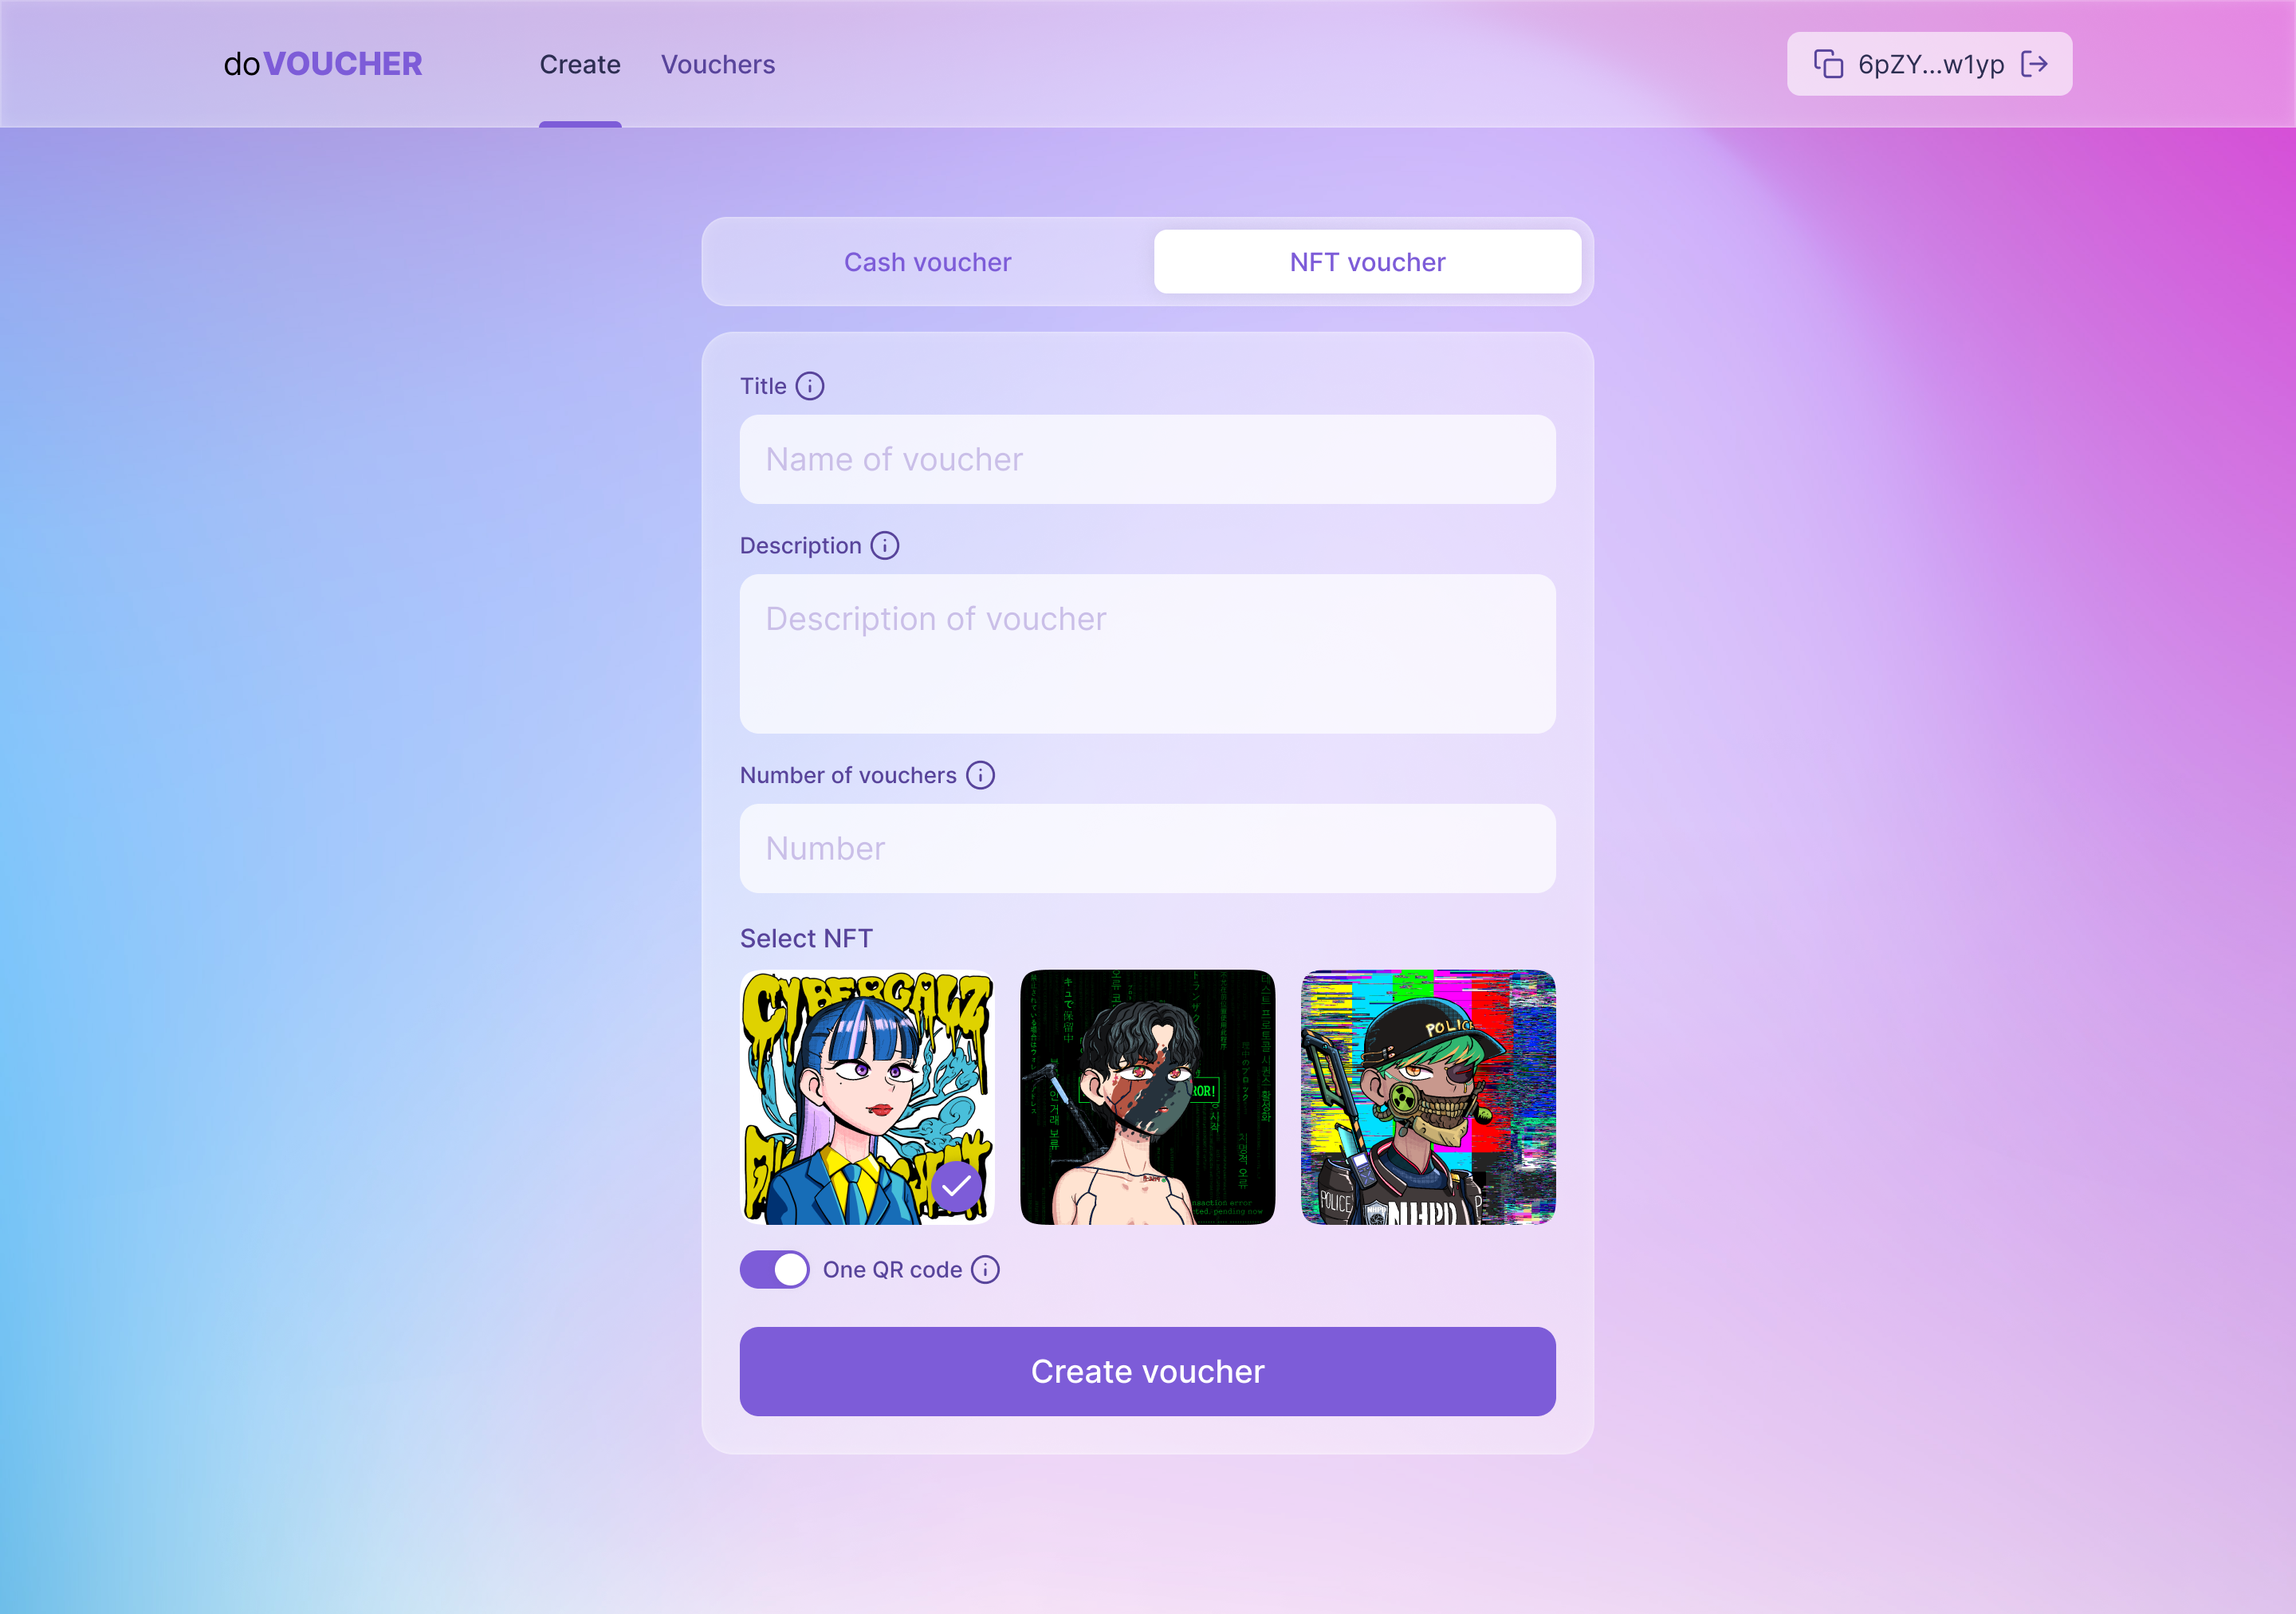 doVOUCHER
Create
Vouchers
6pZY...w1yp
Cash voucher
NFT voucher
Title
Name of voucher
Description
Description of voucher
Number of vouchers
Number
Select NFT
CYBERGALZ
ROR!
POLICE
POLICE
NHPD
One QR code
Create voucher